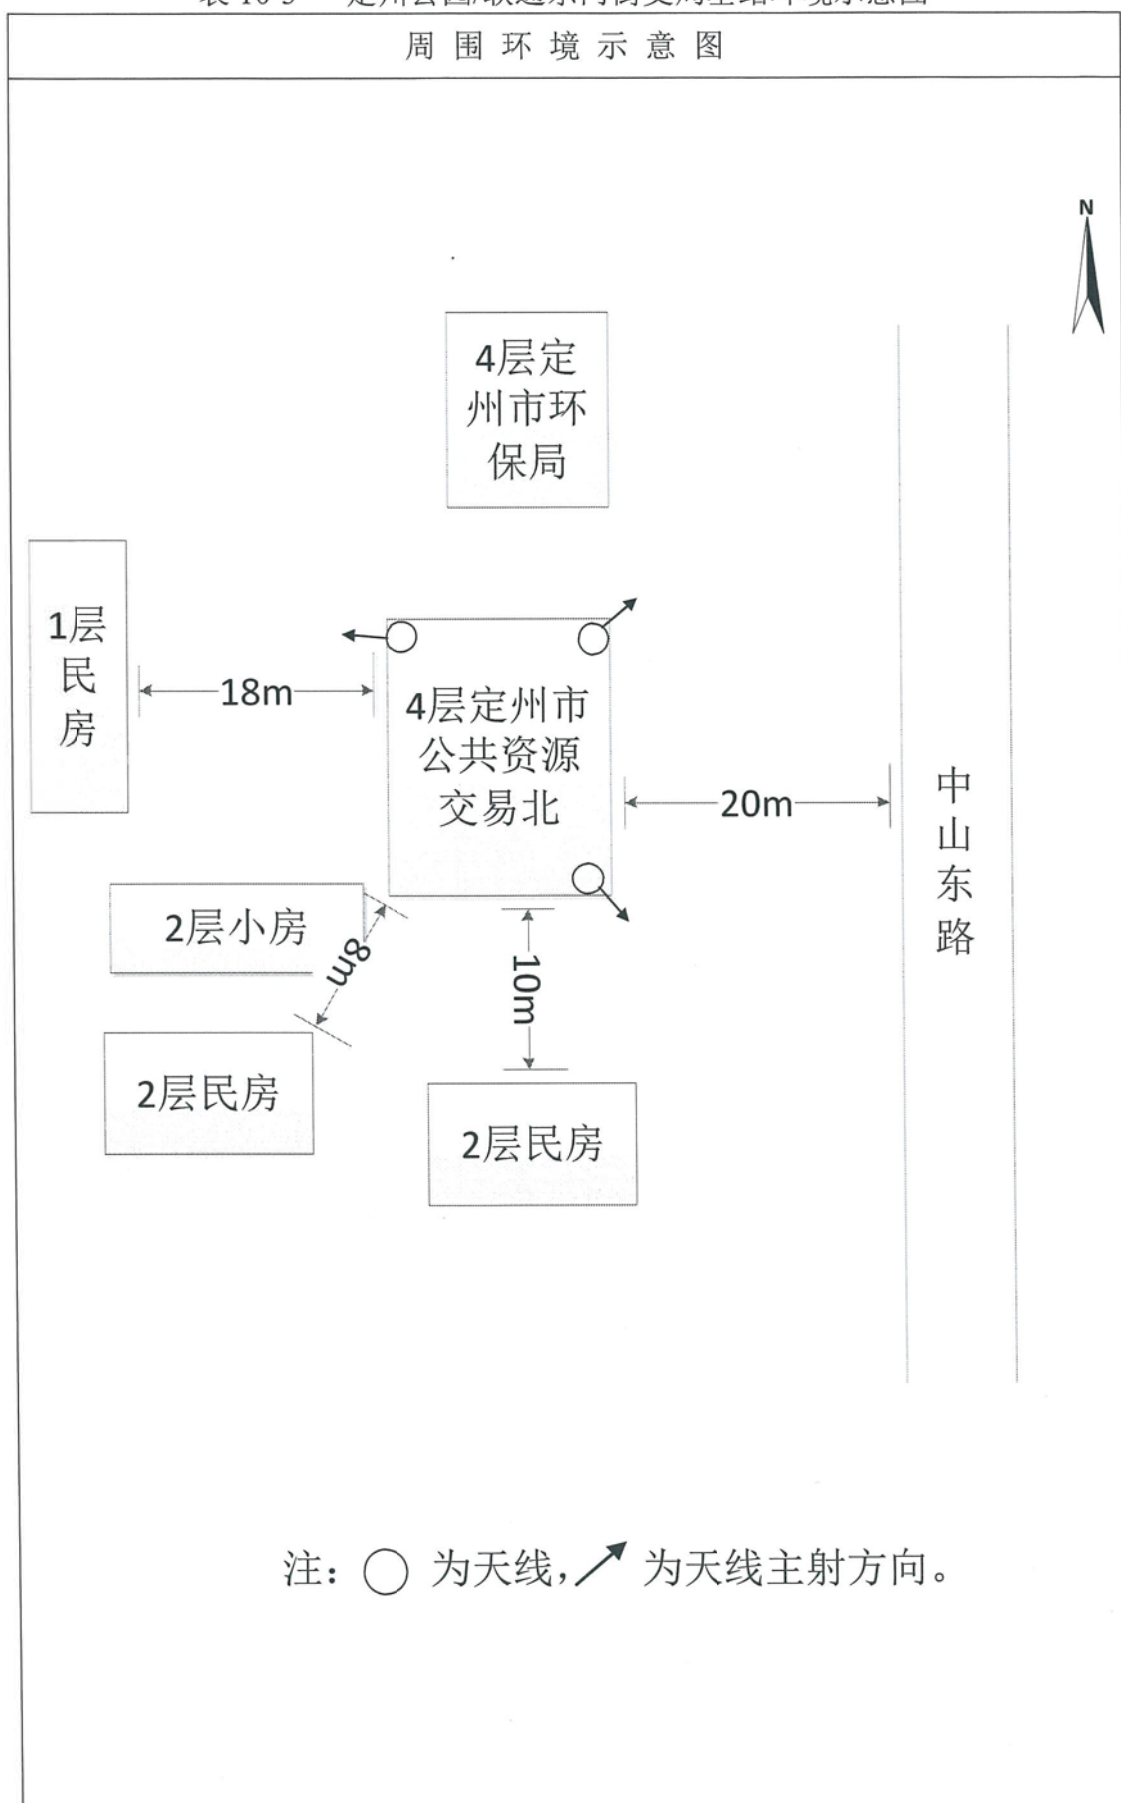 周围环境示意图
N
4层定
州市环
保局
1层
民
房
18m
4层定州市
公共资源
交易北
20m
中
山
东
路
2层小房
8m
10m
2层民房
2层民房
注: 为天线, 为天线主射方向。